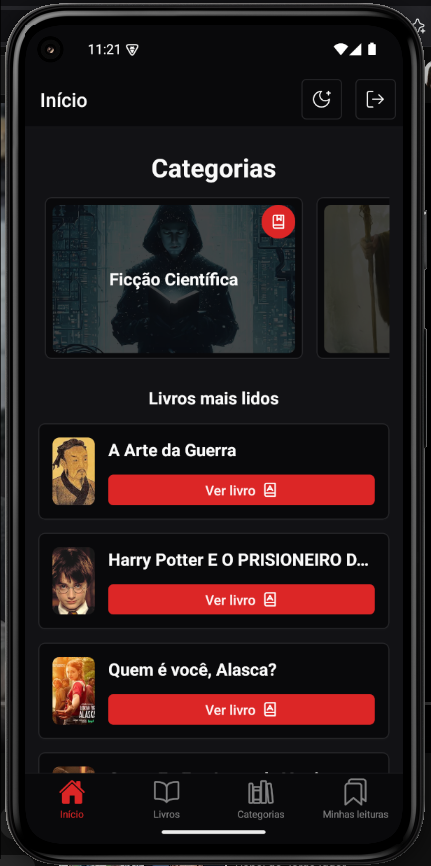 11:21
Início
Categorias
Ficção Científica
Livros mais lidos
A Arte da Guerra
Ver livro
Harry Potter E O PRISIONEIRO D...
Ver livro
Quem é você, Alasca?
Ver livro
Início
Livros
Categorias
Minhas leituras